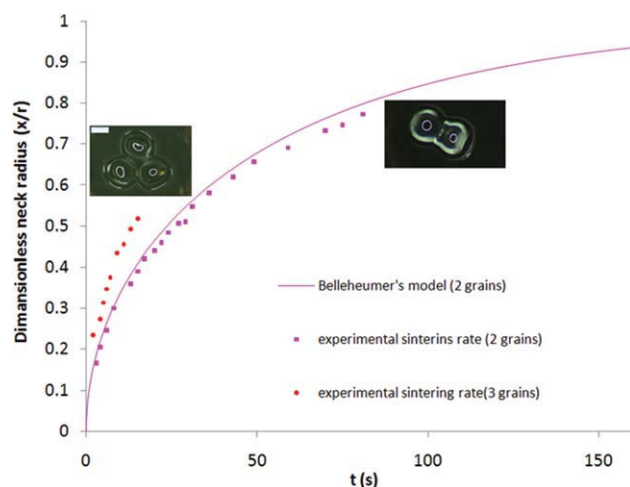 1
0.9
0.8
0.7
0.6
0.5
0.4
0.3
0.2
0.1
0
Dimansionless neck radius (x/r)
Belleheumer's model (2 grains)
experimental sinterins rate (2 grains)
experimental sintering rate(3 grains)
0 50 100 150
t (s)